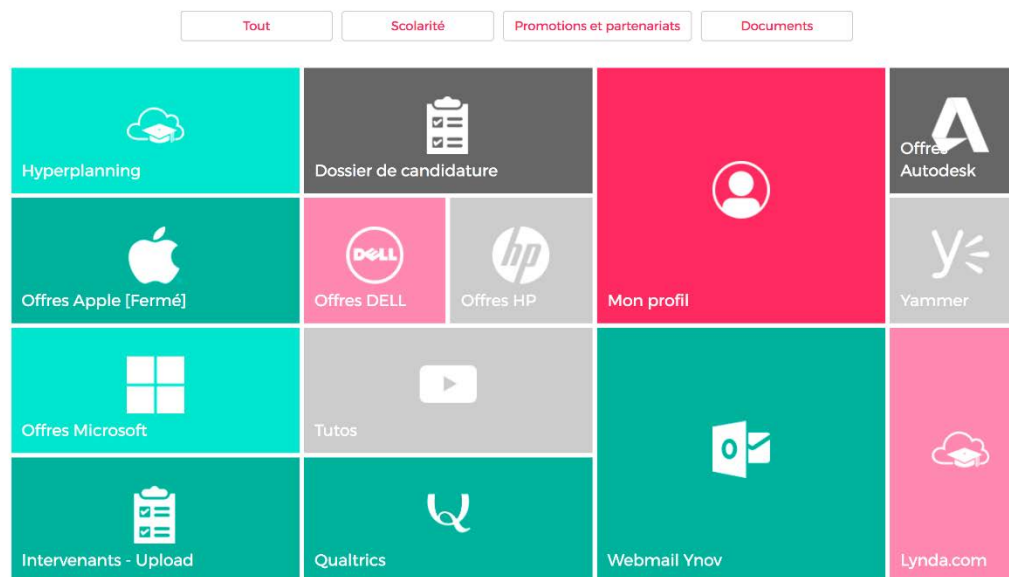 Tout
Scolarité
Promotions et partenariats
Documents
Hyperplanning
Dossier de candidature
Mon profil
Offres
Autodesk
Offres Apple [Fermé]
DELL
Offres DELL
hp
Offres HP
Yammer
Offres Microsoft
Tutos
Webmail Ynov
Lynda.com
Intervenants - Upload
Qualtrics